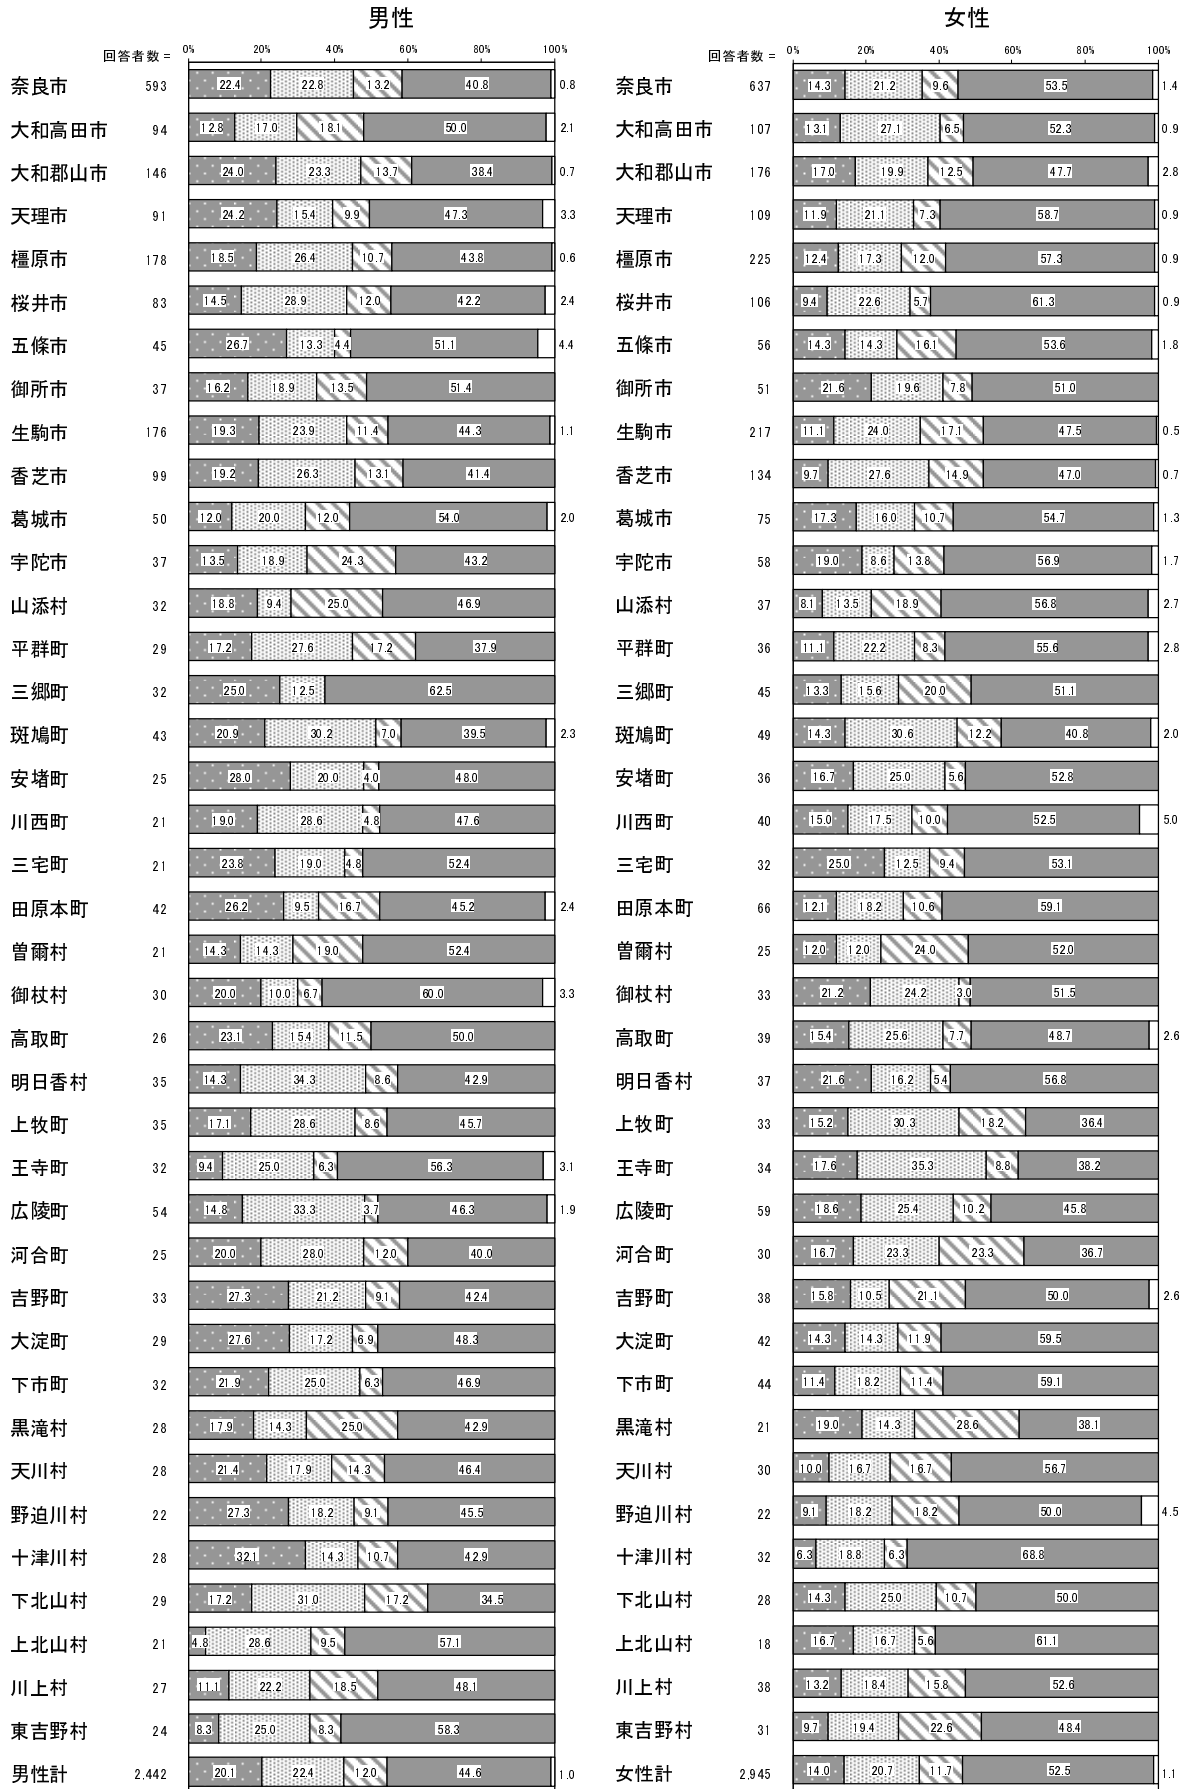 男性
回答者数＝ 0% 20% 40% 60% 80% 100%
奈良市 593 22.4 22.8 13.2 40.8 0.8
大和高田市 94 12.8 17.0 18.1 50.0 2.1
大和郡山市 146 24.0 23.3 13.7 38.4 0.7
天理市 91 24.2 15.4 9.9 47.3 3.3
橿原市 178 18.5 26.4 10.7 43.8 0.6
桜井市 83 14.5 28.9 12.0 42.2 2.4
五條市 45 26.7 13.3 4.4 51.1 4.4
御所市 37 16.2 18.9 13.5 51.4
生駒市 176 19.3 23.9 11.4 44.3 1.1
香芝市 99 19.2 26.3 13.1 41.4
葛城市 50 12.0 20.0 12.0 54.0 2.0
宇陀市 37 13.5 18.9 24.3 43.2
山添村 32 18.8 9.4 25.0 46.9
平群町 29 17.2 27.6 17.2 37.9
三郷町 32 25.0 12.5 62.5
斑鳩町 43 20.9 30.2 7.0 39.5 2.3
安堵町 25 28.0 20.0 4.0 48.0
川西町 21 19.0 28.6 4.8 47.6
三宅町 21 23.8 19.0 4.8 52.4
田原本町 42 26.2 9.5 16.7 45.2 2.4
曽爾村 21 14.3 14.3 19.0 52.4
御杖村 30 20.0 10.0 6.7 60.0 3.3
高取町 26 23.1 15.4 11.5 50.0
明日香村 35 14.3 34.3 8.6 42.9
上牧町 35 17.1 28.6 8.6 45.7
王寺町 32 9.4 25.0 6.3 56.3 3.1
広陵町 54 14.8 33.3 3.7 46.3 1.9
河合町 25 20.0 28.0 12.0 40.0
吉野町 33 27.3 21.2 9.1 42.4
大淀町 29 27.6 17.2 6.9 48.3
下市町 32 21.9 25.0 6.3 46.9
黒滝村 28 17.9 14.3 25.0 42.9
天川村 28 21.4 17.9 14.3 46.4
野迫川村 22 27.3 18.2 9.1 45.5
十津川村 28 32.1 14.3 10.7 42.9
下北山村 29 17.2 31.0 17.2 34.5
上北山村 21 4.8 28.6 9.5 57.1
川上村 27 11.1 22.2 18.5 48.1
東吉野村 24 8.3 25.0 8.3 58.3
男性計 2,442 20.1 22.4 12.0 44.6 1.0
女性
回答者数＝ 0% 20% 40% 60% 80% 100%
奈良市 637 14.3 21.2 9.6 53.5 1.4
大和高田市 107 13.1 27.1 6.5 52.3 0.9
大和郡山市 176 17.0 19.9 12.5 47.7 2.8
天理市 109 11.9 21.1 7.3 58.7 0.9
橿原市 225 12.4 17.3 12.0 57.3 0.9
桜井市 106 9.4 22.6 5.7 61.3 0.9
五條市 56 14.3 14.3 16.1 53.6 1.8
御所市 51 21.6 19.6 7.8 51.0
生駒市 217 11.1 24.0 17.1 47.5 0.5
香芝市 134 9.7 27.6 14.9 47.0 0.7
葛城市 75 17.3 16.0 10.7 54.7 1.3
宇陀市 58 19.0 8.6 13.8 56.9 1.7
山添村 37 8.1 13.5 18.9 56.8 2.7
平群町 36 11.1 22.2 8.3 55.6 2.8
三郷町 45 13.3 15.6 20.0 51.1
斑鳩町 49 14.3 30.6 12.2 40.8 2.0
安堵町 36 16.7 25.0 5.6 52.8
川西町 40 15.0 17.5 10.0 52.5 5.0
三宅町 32 25.0 12.5 9.4 53.1
田原本町 66 12.1 18.2 10.6 59.1
曽爾村 25 12.0 12.0 24.0 52.0
御杖村 33 21.2 24.2 3.0 51.5
高取町 39 15.4 25.6 7.7 48.7 2.6
明日香村 37 21.6 16.2 5.4 56.8
上牧町 33 15.2 30.3 18.2 36.4
王寺町 34 17.6 35.3 8.8 38.2
広陵町 59 18.6 25.4 10.2 45.8
河合町 30 16.7 23.3 23.3 36.7
吉野町 38 15.8 10.5 21.1 50.0 2.6
大淀町 42 14.3 14.3 11.9 59.5
下市町 44 11.4 18.2 11.4 59.1
黒滝村 21 19.0 14.3 28.6 38.1
天川村 30 10.0 16.7 16.7 56.7
野迫川村 22 9.1 18.2 18.2 50.0 4.5
十津川村 32 6.3 18.8 6.3 68.8
下北山村 28 14.3 25.0 10.7 50.0
上北山村 18 16.7 16.7 5.6 61.1
川上村 38 13.2 18.4 15.8 52.6
東吉野村 31 9.7 19.4 22.6 48.4
女性計 2,945 14.0 20.7 11.7 52.5 1.1